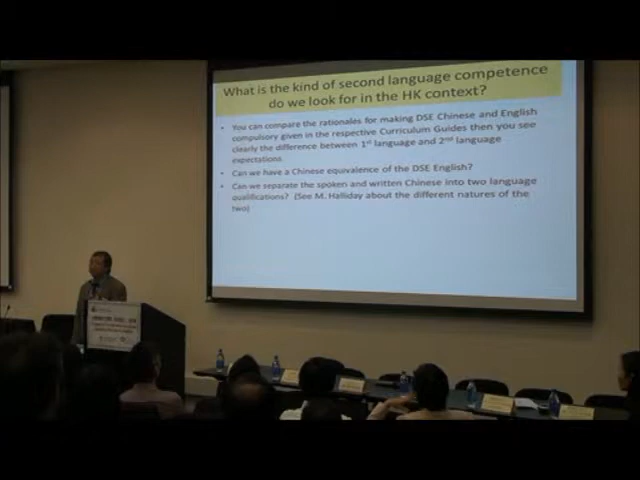 What is the kind of second language competence
do we look for in the HK context?
• You can compare the rationales for making DSE Chinese and English
compulsory given in the respective Curriculum Guides then you see
clearly the difference between 1st language and 2nd language
expectations.
• Can we have a Chinese equivalence of the DSE English?
• Can we separate the spoken and written Chinese into two language
qualifications? (See M. Halliday about the different natures of the
two)